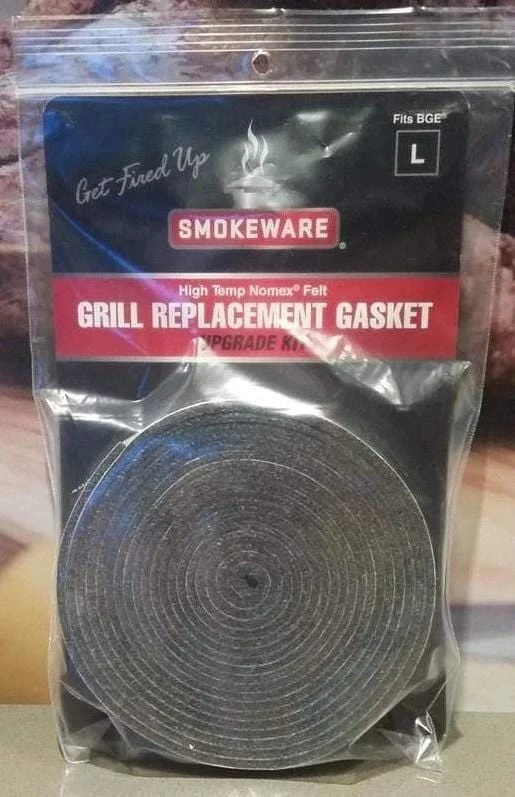 Fits BGE®
L
Get Fired Up
SMOKEWARE®
High Temp Nomex® Felt
GRILL REPLACEMENT GASKET
UPGRADE KIT